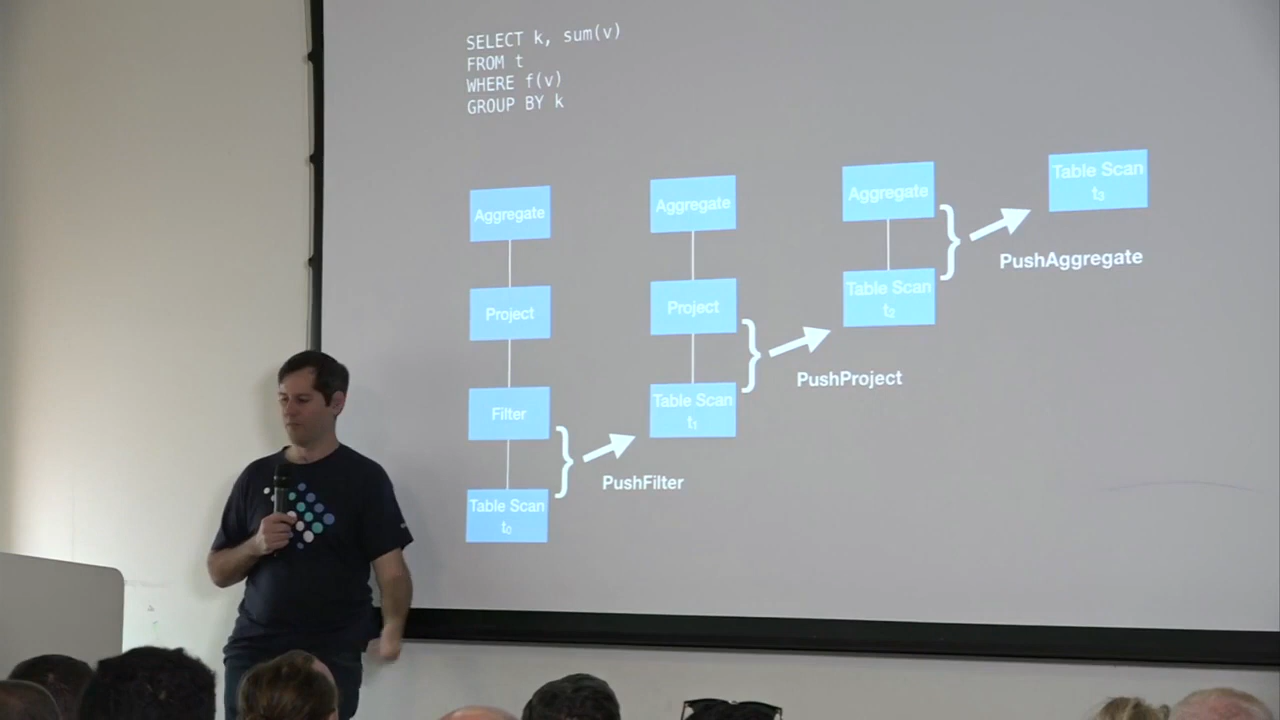 SELECT k, sum(v)
FROM t
WHERE f(v)
GROUP BY k
Aggregate
Project
Filter
Table Scan
t₀
PushFilter
Aggregate
Project
Table Scan
t₁
PushProject
Aggregate
Table Scan
t₂
PushAggregate
Table Scan
t₃